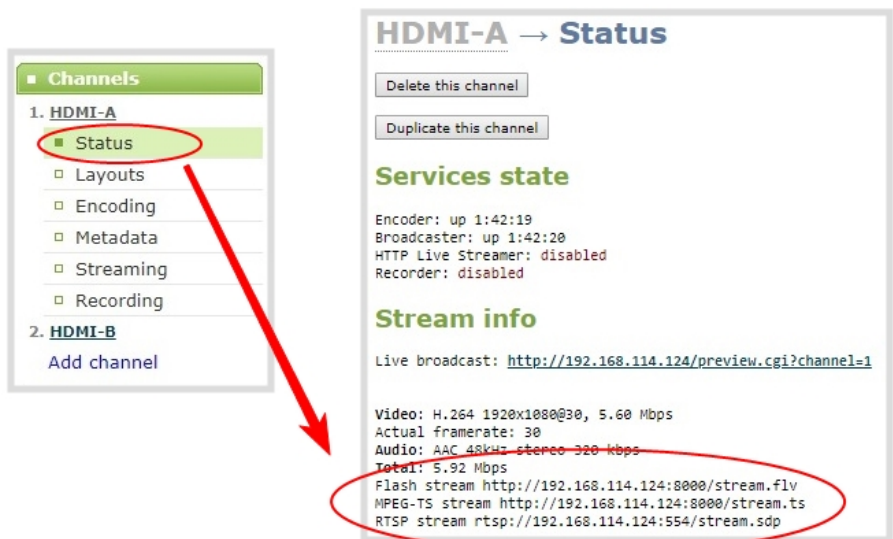 Channels
1. HDMI-A
Status
Layouts
Encoding
Metadata
Streaming
Recording
2. HDMI-B
Add channel
HDMI-A → Status
Delete this channel
Duplicate this channel
Services state
Encoder: up 1:42:19
Broadcaster: up 1:42:20
HTTP Live Streamer: disabled
Recorder: disabled
Stream info
Live broadcast: http://192.168.114.124/preview.cgi?channel=1
Video: H.264 1920x1080@30, 5.60 Mbps
Actual framerate: 30
Audio: AAC 48kHz stereo 320 kbps
Total: 5.92 Mbps
Flash stream http://192.168.114.124:8000/stream.flv
MPEG-TS stream http://192.168.114.124:8000/stream.ts
RTSP stream rtsp://192.168.114.124:554/stream.sdp